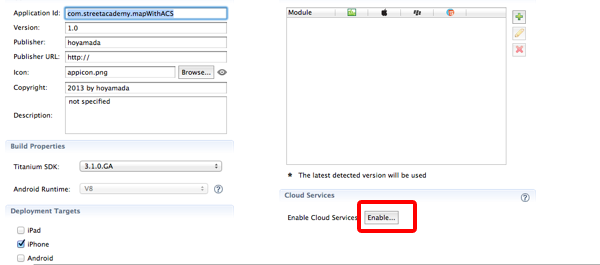 Application Id: com.streetacademy.mapWithACS
Version: 1.0
Publisher: hoyamada
Publisher URL: http://
Icon: appicon.png Browse...
Copyright: 2013 by hoyamada
Description: not specified
Build Properties
Titanium SDK: 3.1.0.GA
Android Runtime: V8 ?
Deployment Targets
iPad
iPhone
Android
Module
* The latest detected version will be used
Cloud Services ?
Enable Cloud Services: Enable...